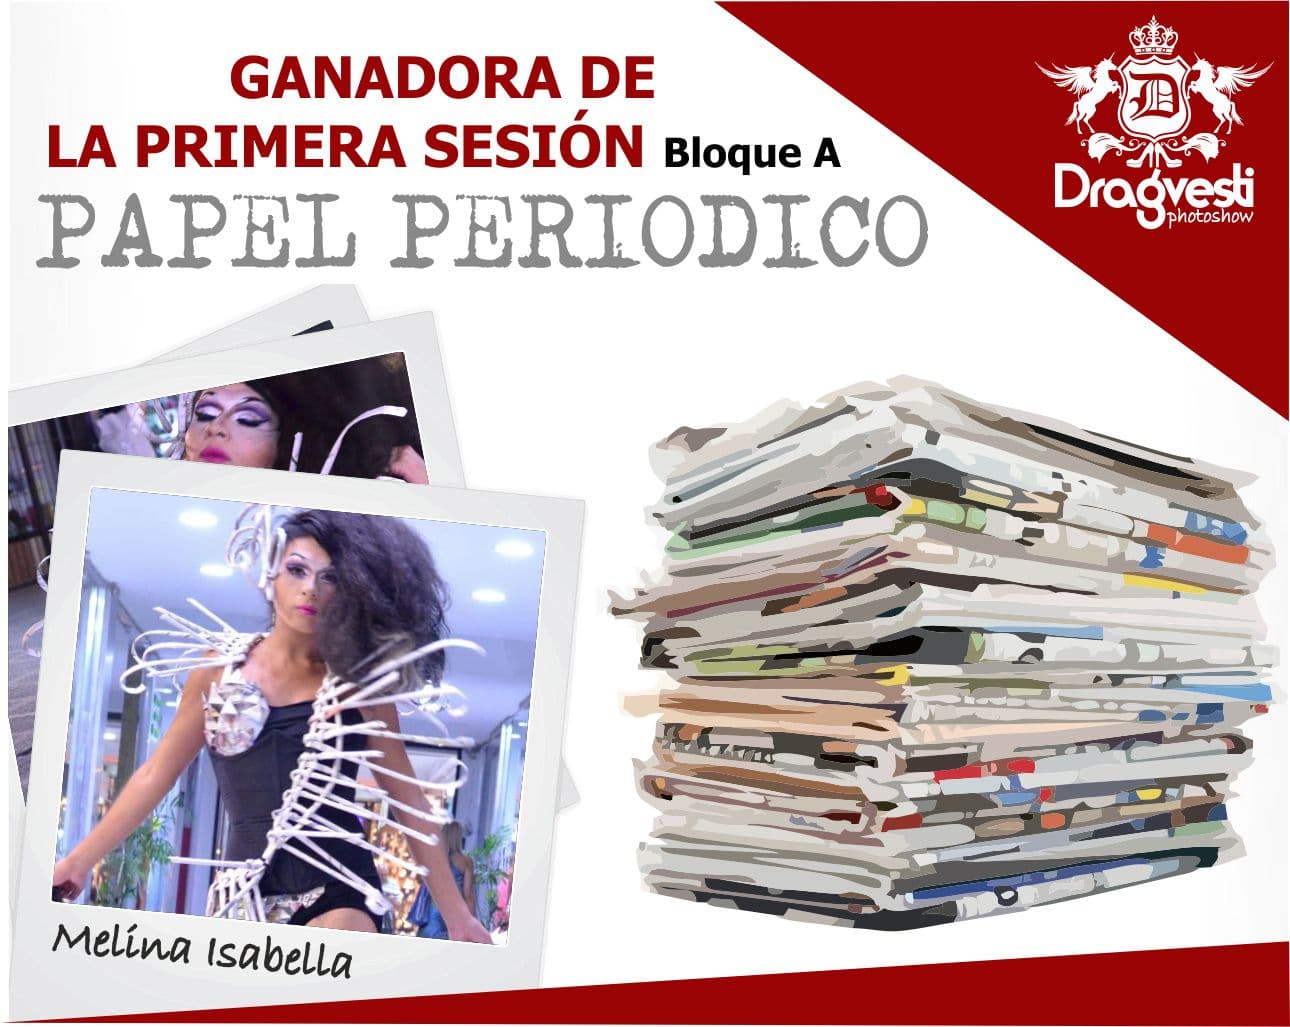 GANADORA DE
LA PRIMERA SESIÓN Bloque A
PAPEL PERIODICO
D
Dragvesti
photoshow
Melina Isabella